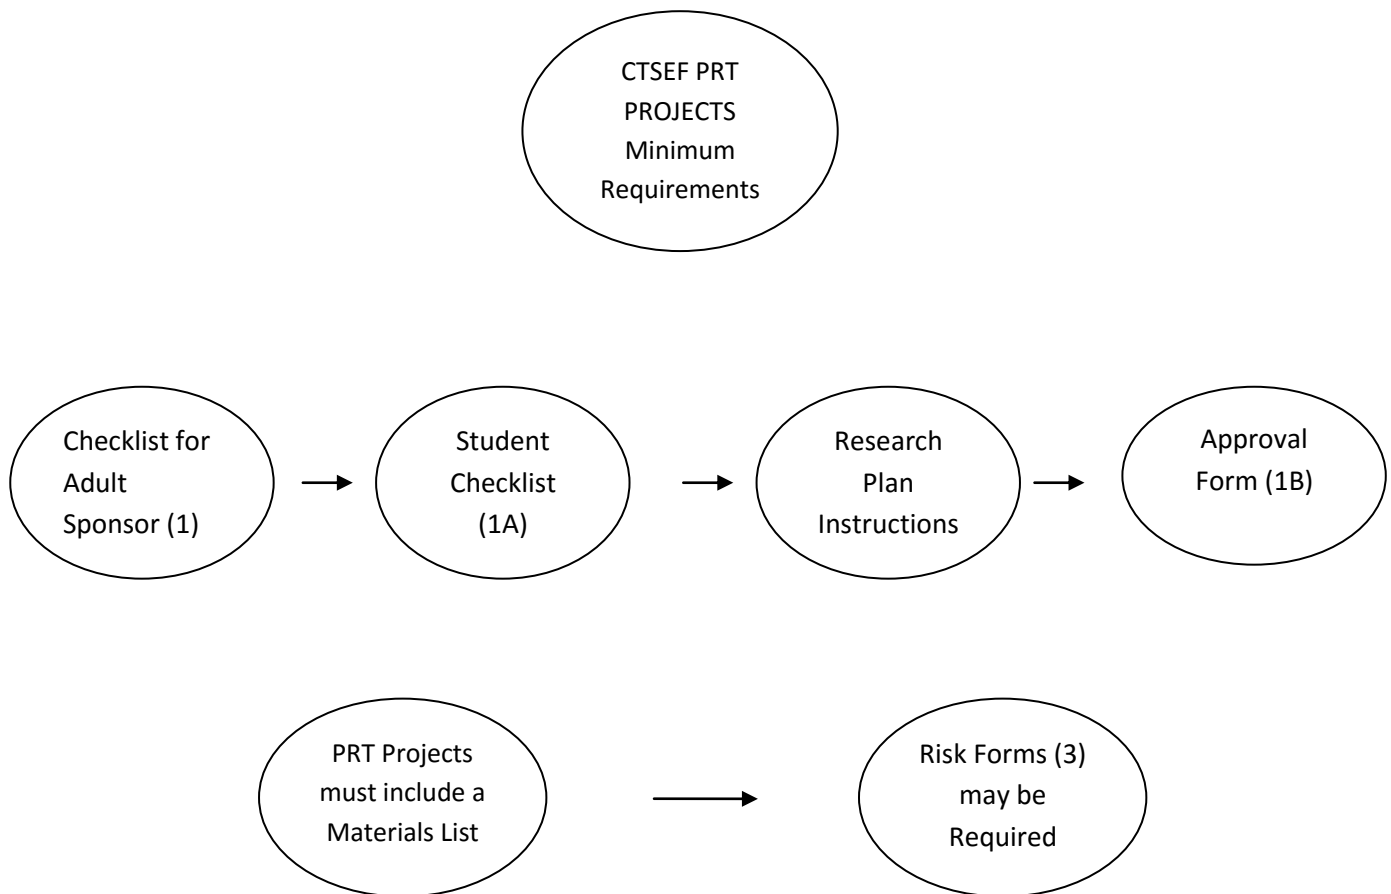 CTSEF PRT
PROJECTS
Minimum
Requirements
Checklist for
Adult
Sponsor (1)
Student
Checklist
(1A)
Research
Plan
Instructions
Approval
Form (1B)
PRT Projects
must include a
Materials List
Risk Forms (3)
may be
Required